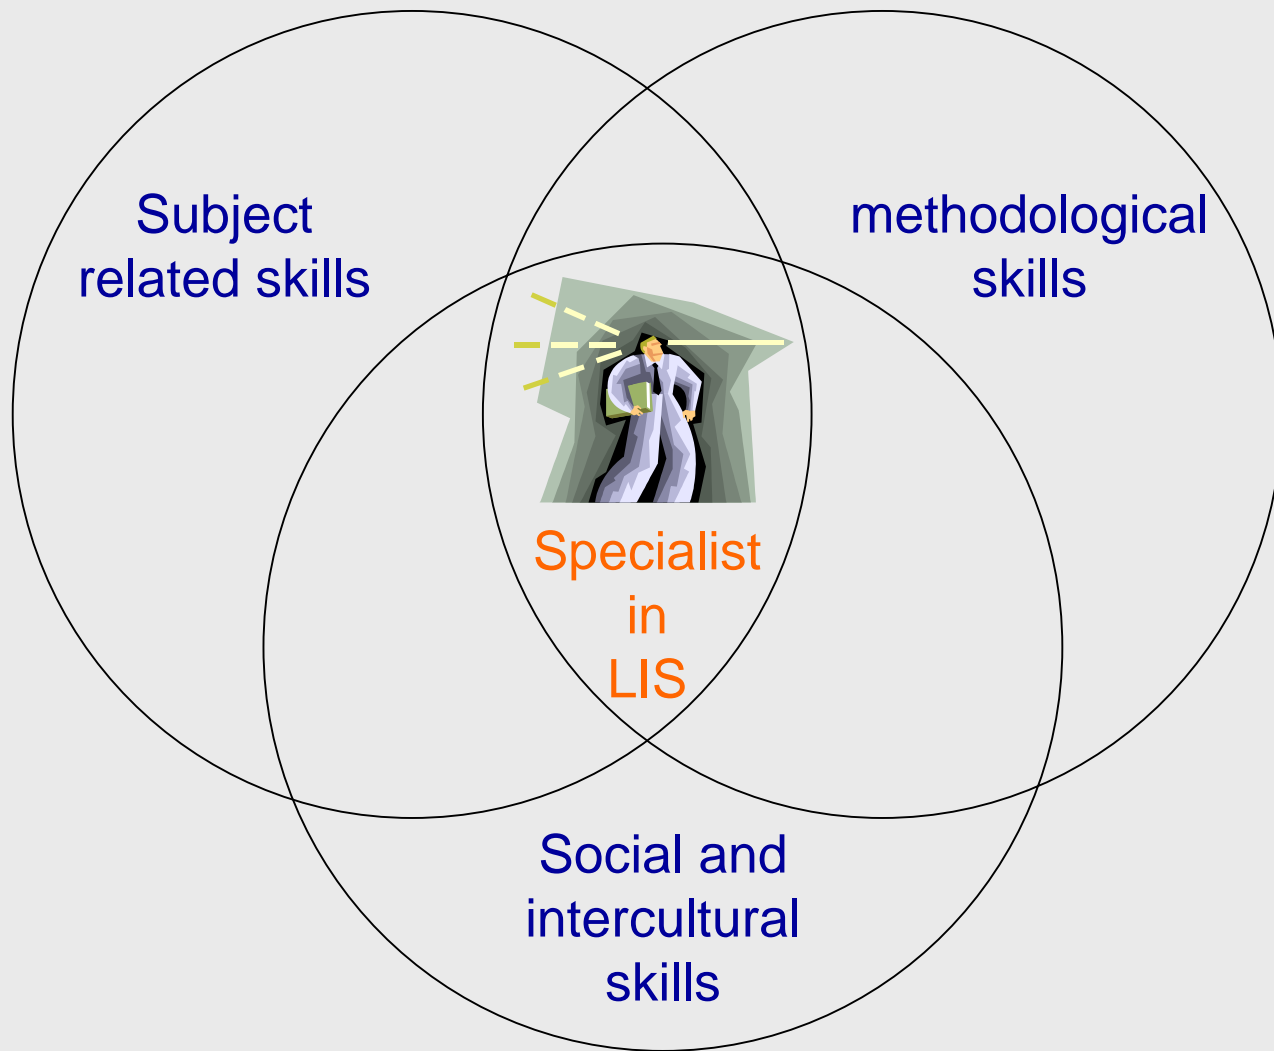 Subject
related skills
methodological
skills
Specialist
in
LIS
Social and
intercultural
skills